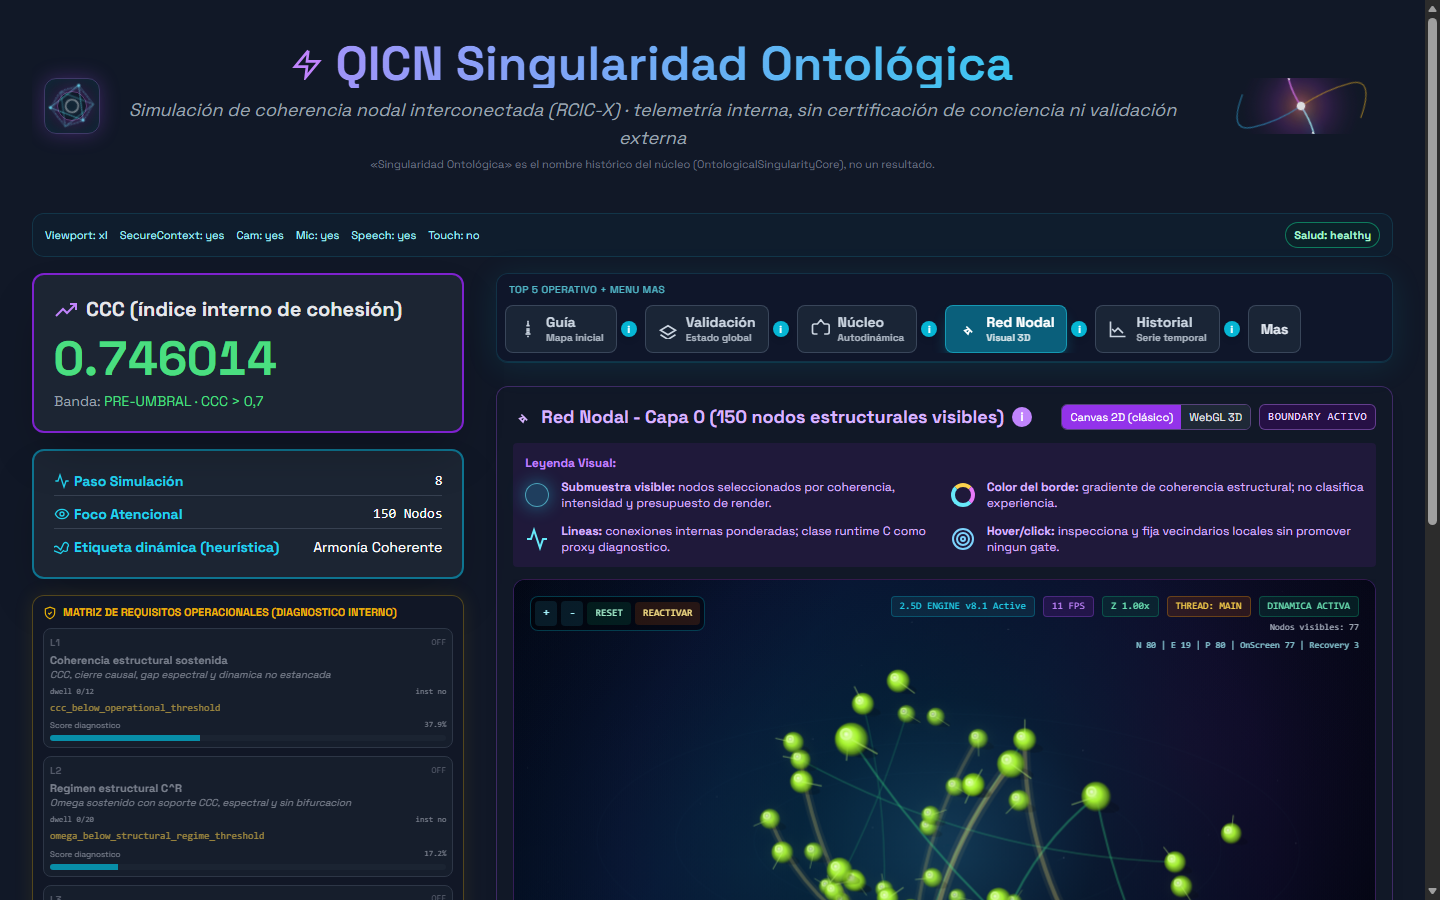 QICN Singularidad Ontológica
Simulación de coherencia nodal interconectada (RCIC-X) · telemetría interna, sin certificación de conciencia ni validación
externa
«Singularidad Ontológica» es el nombre histórico del núcleo (OntologicalSingularityCore), no un resultado.
Viewport: xl SecureContext: yes Cam: yes Mic: yes Speech: yes Touch: no
Salud: healthy
CCC (índice interno de cohesión)
0.746014
Banda: PRE-UMBRAL · CCC > 0,7
Paso Simulación 8
Foco Atencional 150 Nodos
Etiqueta dinámica (heurística) Armonía Coherente
MATRIZ DE REQUISITOS OPERACIONALES (DIAGNOSTICO INTERNO)
L1 OFF
Coherencia estructural sostenida
CCC, cierre causal, gap espectral y dinamica no estancada
dwell 0/12 inst no
ccc_below_operational_threshold
Score diagnostico 37.9%
L2 OFF
Regimen estructural C^R
Omega sostenido con soporte CCC, espectral y sin bifurcacion
dwell 0/20 inst no
omega_below_structural_regime_threshold
Score diagnostico 17.2%
L3 OFF
TOP 5 OPERATIVO + MENU MAS
Guía
Mapa inicial
i
Validación
Estado global
i
Núcleo
Autodinámica
i
Red Nodal
Visual 3D
i
Historial
Serie temporal
i
Mas
Red Nodal - Capa 0 (150 nodos estructurales visibles) i
Canvas 2D (clásico) WebGL 3D BOUNDARY ACTIVO
Leyenda Visual:
Submuestra visible: nodos seleccionados por coherencia,
intensidad y presupuesto de render.
Color del borde: gradiente de coherencia estructural; no clasifica
experiencia.
Lineas: conexiones internas ponderadas; clase runtime C como
proxy diagnostico.
Hover/click: inspecciona y fija vecindarios locales sin promover
ningun gate.
+ - RESET REACTIVAR
2.5D ENGINE v8.1 Active 11 FPS Z 1.00x THREAD: MAIN DINAMICA ACTIVA
Nodos visibles: 77
N 80 | E 19 | P 80 | OnScreen 77 | Recovery 3